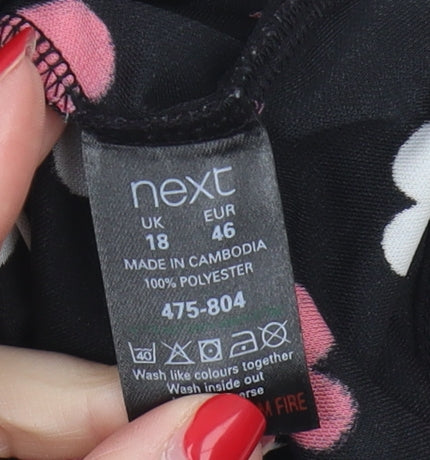 next
UK EUR
18 46
MADE IN CAMBODIA
100% POLYESTER
475-804
40
Wash like colours together
Wash inside out
FIRE